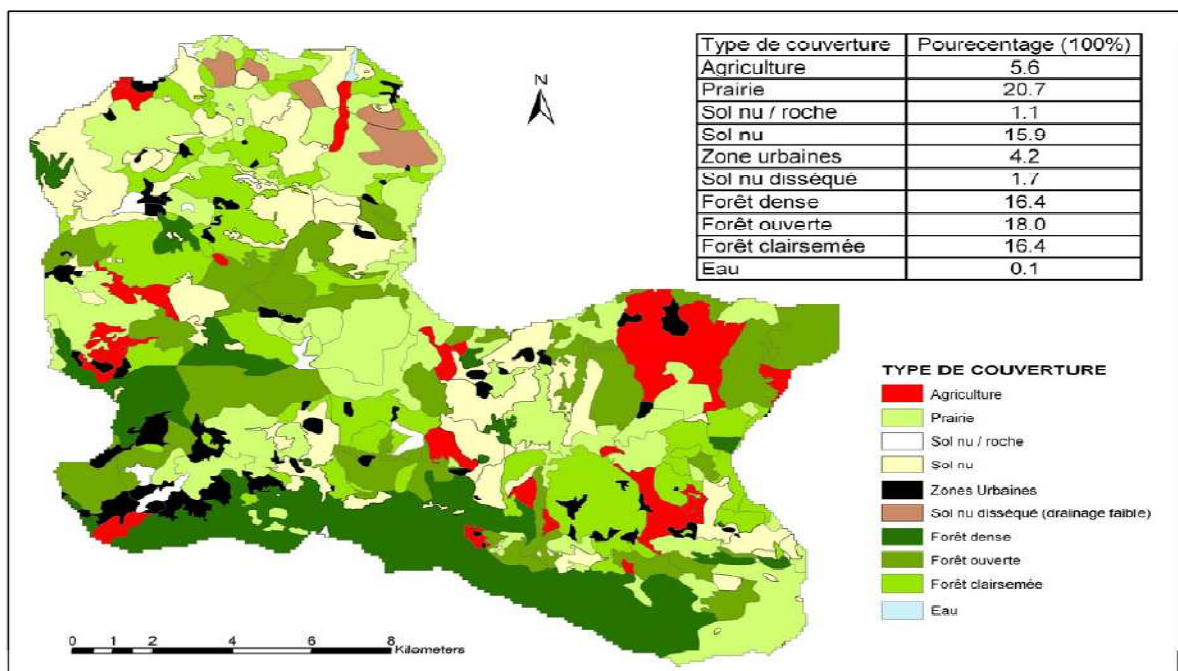 Type de couverture Pourecentage (100%)
Agriculture 5.6
Prairie 20.7
Sol nu / roche 1.1
Sol nu 15.9
Zone urbaines 4.2
Sol nu disséqué 1.7
Forêt dense 16.4
Forêt ouverte 18.0
Forêt clairsemée 16.4
Eau 0.1
N
TYPE DE COUVERTURE
Agriculture
Prairie
Sol nu / roche
Sol nu
Zones Urbaines
Sol nu disséqué (drainage faible)
Forêt dense
Forêt ouverte
Forêt clairsemée
Eau
0 1 2 4 6 8
Kilometers